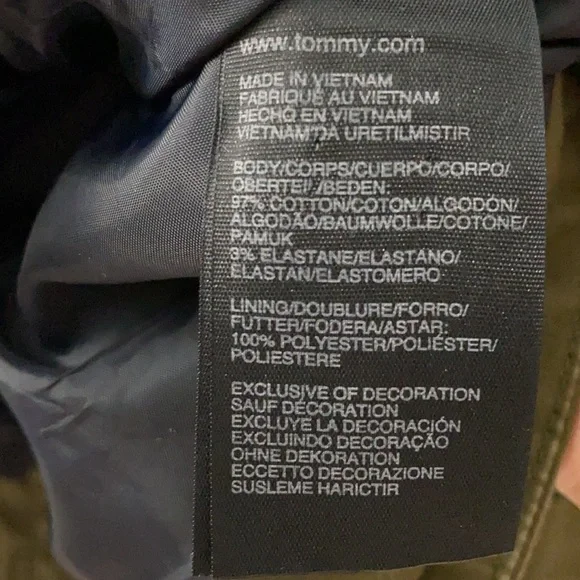 www.tommy.com
MADE IN VIETNAM
FABRIQUÉ AU VIETNAM
HECHO EN VIETNAM
VIETNAM'DA URETILMISTIR
BODY/CORPS/CUERPO/CORPO/
OBERTEIL/BEDEN:
97% COTTON/COTON/ALGODON/
ALGODÃO/BAUMWOLLE/COTONE/
PAMUK
3% ELASTANE/ELASTANO/
ELASTAN/ELASTOMERO
LINING/DOUBLURE/FORRO/
FUTTER/FODERA/ASTAR:
100% POLYESTER/POLIÉSTER/
POLIESTERE
EXCLUSIVE OF DECORATION
SAUF DÉCORATION
EXCLUYE LA DECORACIÓN
EXCLUINDO DECORAÇÃO
OHNE DEKORATION
ECCETTO DECORAZIONE
SUSLEME HARICTIR